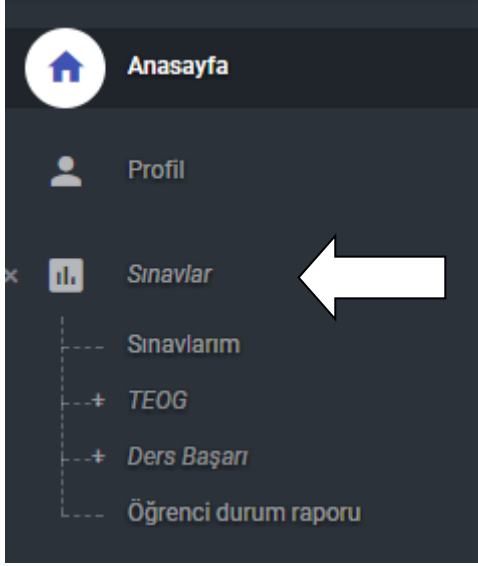 Anasayfa
Profil
Sınavlar
Sınavlarım
TEOG
Ders Başarı
Öğrenci durum raporu